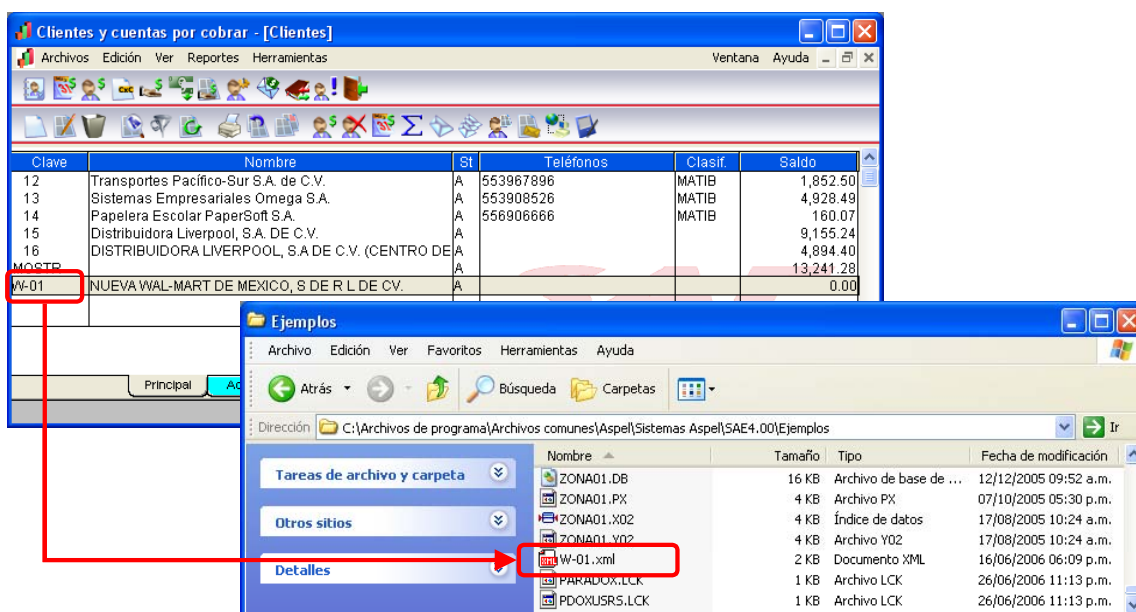 Clientes y cuentas por cobrar - [Clientes]
Archivos Edición Ver Reportes Herramientas Ventana Ayuda
Clave Nombre St Teléfonos Clasif. Saldo
12 Transportes Pacífico-Sur S.A. de C.V. A 553967896 MATIB 1,852.50
13 Sistemas Empresariales Omega S.A. A 553908526 MATIB 4,928.49
14 Papelera Escolar PaperSoft S.A. A 556906666 MATIB 160.07
15 Distribuidora Liverpool, S.A. DE C.V. A 9,155.24
16 DISTRIBUIDORA LIVERPOOL, S.A DE C.V. (CENTRO DE A 4,894.40
MOSTR A 13,241.28
W-01 NUEVA WAL-MART DE MEXICO, S DE R L DE CV. A 0.00
Principal
Ejemplos
Archivo Edición Ver Favoritos Herramientas Ayuda
Atrás Búsqueda Carpetas
Dirección C:\Archivos de programa\Archivos comunes\Aspel\Sistemas Aspel\SAE4.00\Ejemplos Ir
Tareas de archivo y carpeta
Otros sitios
Detalles
Nombre Tamaño Tipo Fecha de modificación
ZONA01.DB 16 KB Archivo de base de ... 12/12/2005 09:52 a.m.
ZONA01.PX 4 KB Archivo PX 07/10/2005 05:30 p.m.
ZONA01.X02 4 KB Índice de datos 17/08/2005 10:24 a.m.
ZONA01.Y02 4 KB Archivo Y02 17/08/2005 10:24 a.m.
W-01.xml 2 KB Documento XML 16/06/2006 06:09 p.m.
PARADOX.LCK 1 KB Archivo LCK 26/06/2006 11:13 p.m.
PDOXUSRS.LCK 1 KB Archivo LCK 26/06/2006 11:13 p.m.